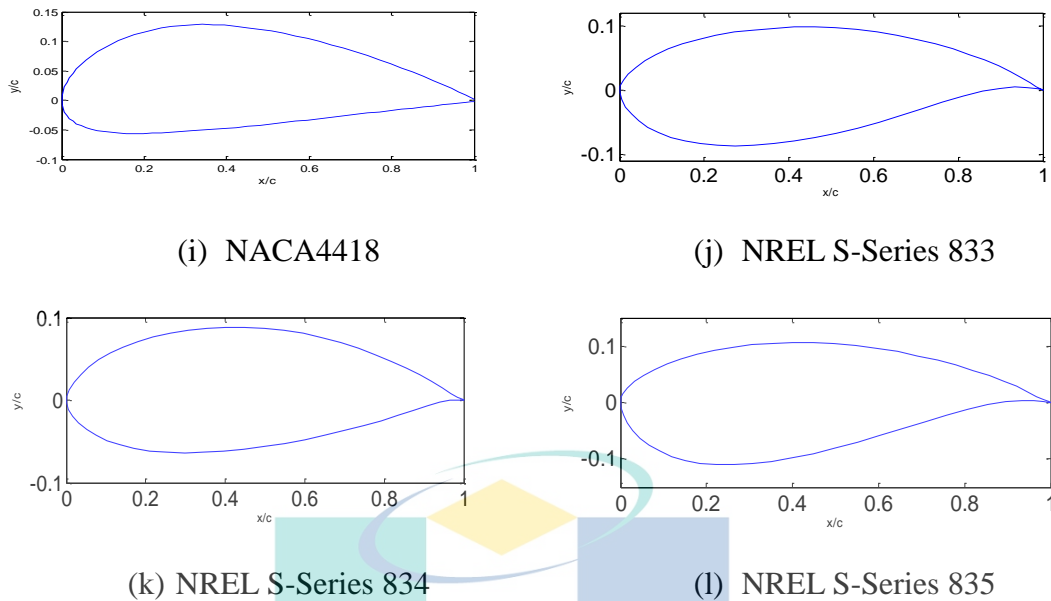 0.15
0.1
0.05
0
-0.05
-0.1
y/c
0 0.2 0.4 0.6 0.8 1
x/c
(i) NACA4418
0.1
0
-0.1
y/c
0 0.2 0.4 0.6 0.8 1
x/c
(j) NREL S-Series 833
0.1
0
-0.1
y/c
0 0.2 0.4 0.6 0.8 1
x/c
(k) NREL S-Series 834
0.1
0
-0.1
y/c
0 0.2 0.4 0.6 0.8 1
x/c
(l) NREL S-Series 835